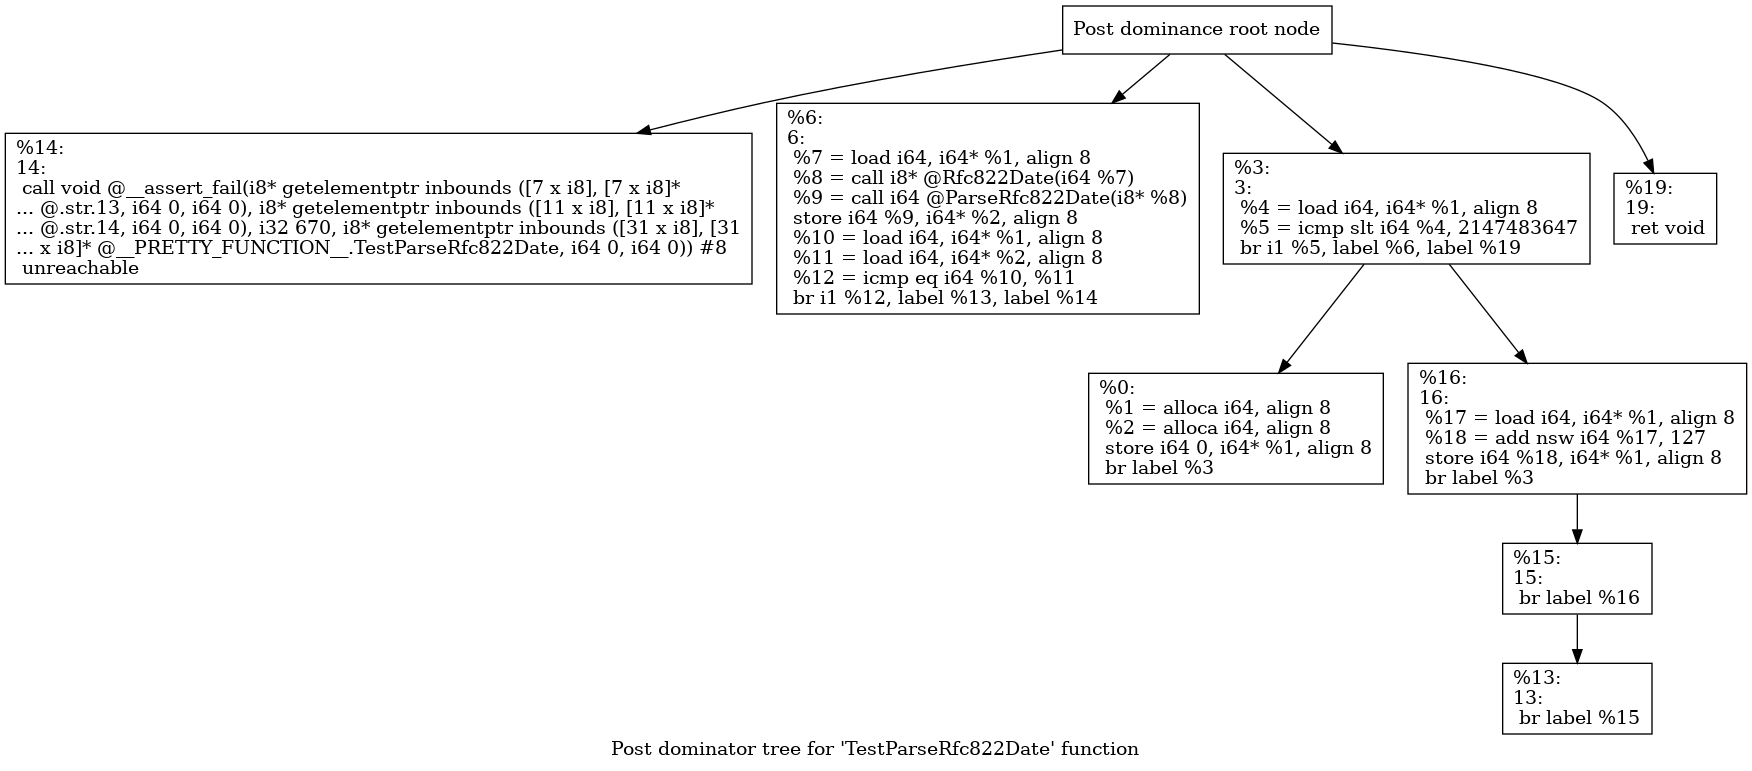 Post dominance root node
%14:
14:
call void @__assert_fail(i8* getelementptr inbounds ([7 x i8], [7 x i8]*
... @.str.13, i64 0, i64 0), i8* getelementptr inbounds ([11 x i8], [11 x i8]*
... @.str.14, i64 0, i64 0), i32 670, i8* getelementptr inbounds ([31 x i8], [31
... x i8]* @__PRETTY_FUNCTION__.TestParseRfc822Date, i64 0, i64 0)) #8
unreachable
%6:
6:
%7 = load i64, i64* %1, align 8
%8 = call i8* @Rfc822Date(i64 %7)
%9 = call i64 @ParseRfc822Date(i8* %8)
store i64 %9, i64* %2, align 8
%10 = load i64, i64* %1, align 8
%11 = load i64, i64* %2, align 8
%12 = icmp eq i64 %10, %11
br i1 %12, label %13, label %14
%3:
3:
%4 = load i64, i64* %1, align 8
%5 = icmp slt i64 %4, 2147483647
br i1 %5, label %6, label %19
%19:
19:
ret void
%0:
%1 = alloca i64, align 8
%2 = alloca i64, align 8
store i64 0, i64* %1, align 8
br label %3
%16:
16:
%17 = load i64, i64* %1, align 8
%18 = add nsw i64 %17, 127
store i64 %18, i64* %1, align 8
br label %3
%15:
15:
br label %16
%13:
13:
br label %15
Post dominator tree for 'TestParseRfc822Date' function